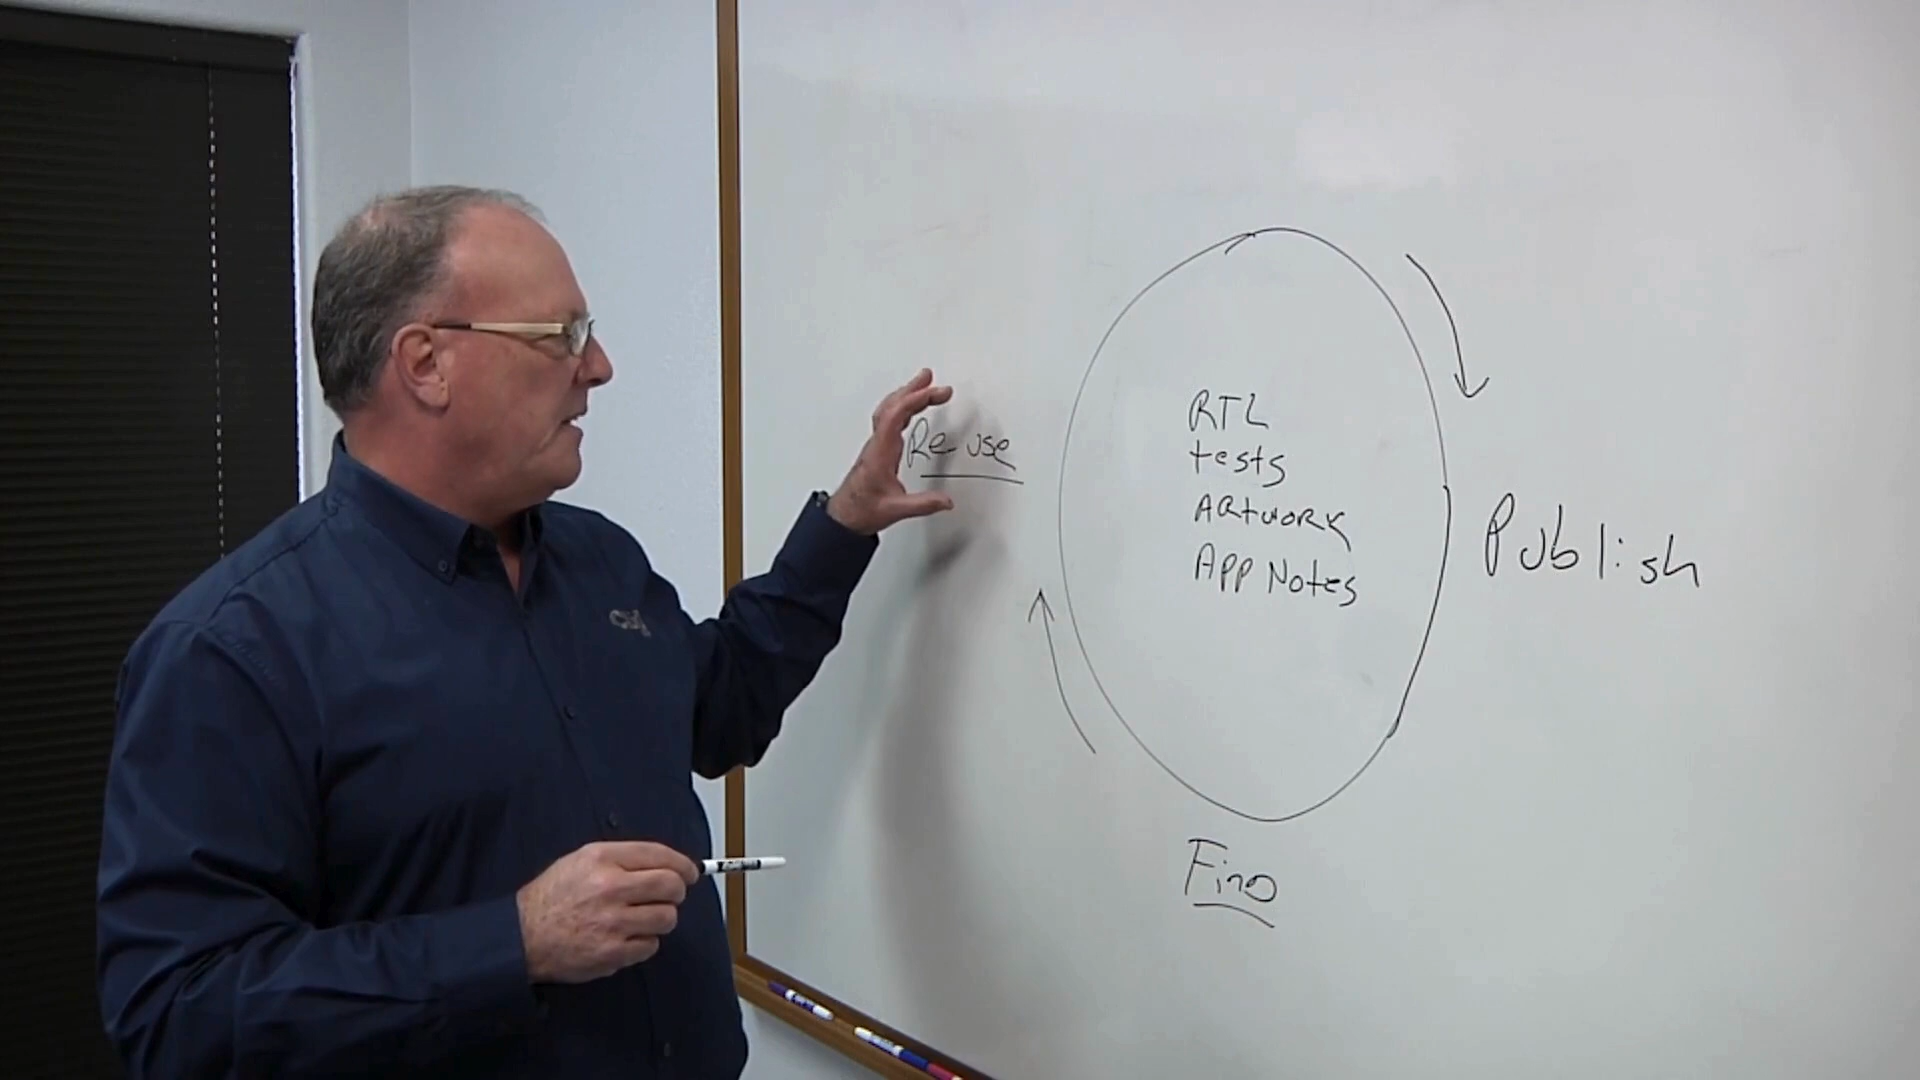 Re use
RTL
tests
ARtwork
APP Notes
Publish
Find